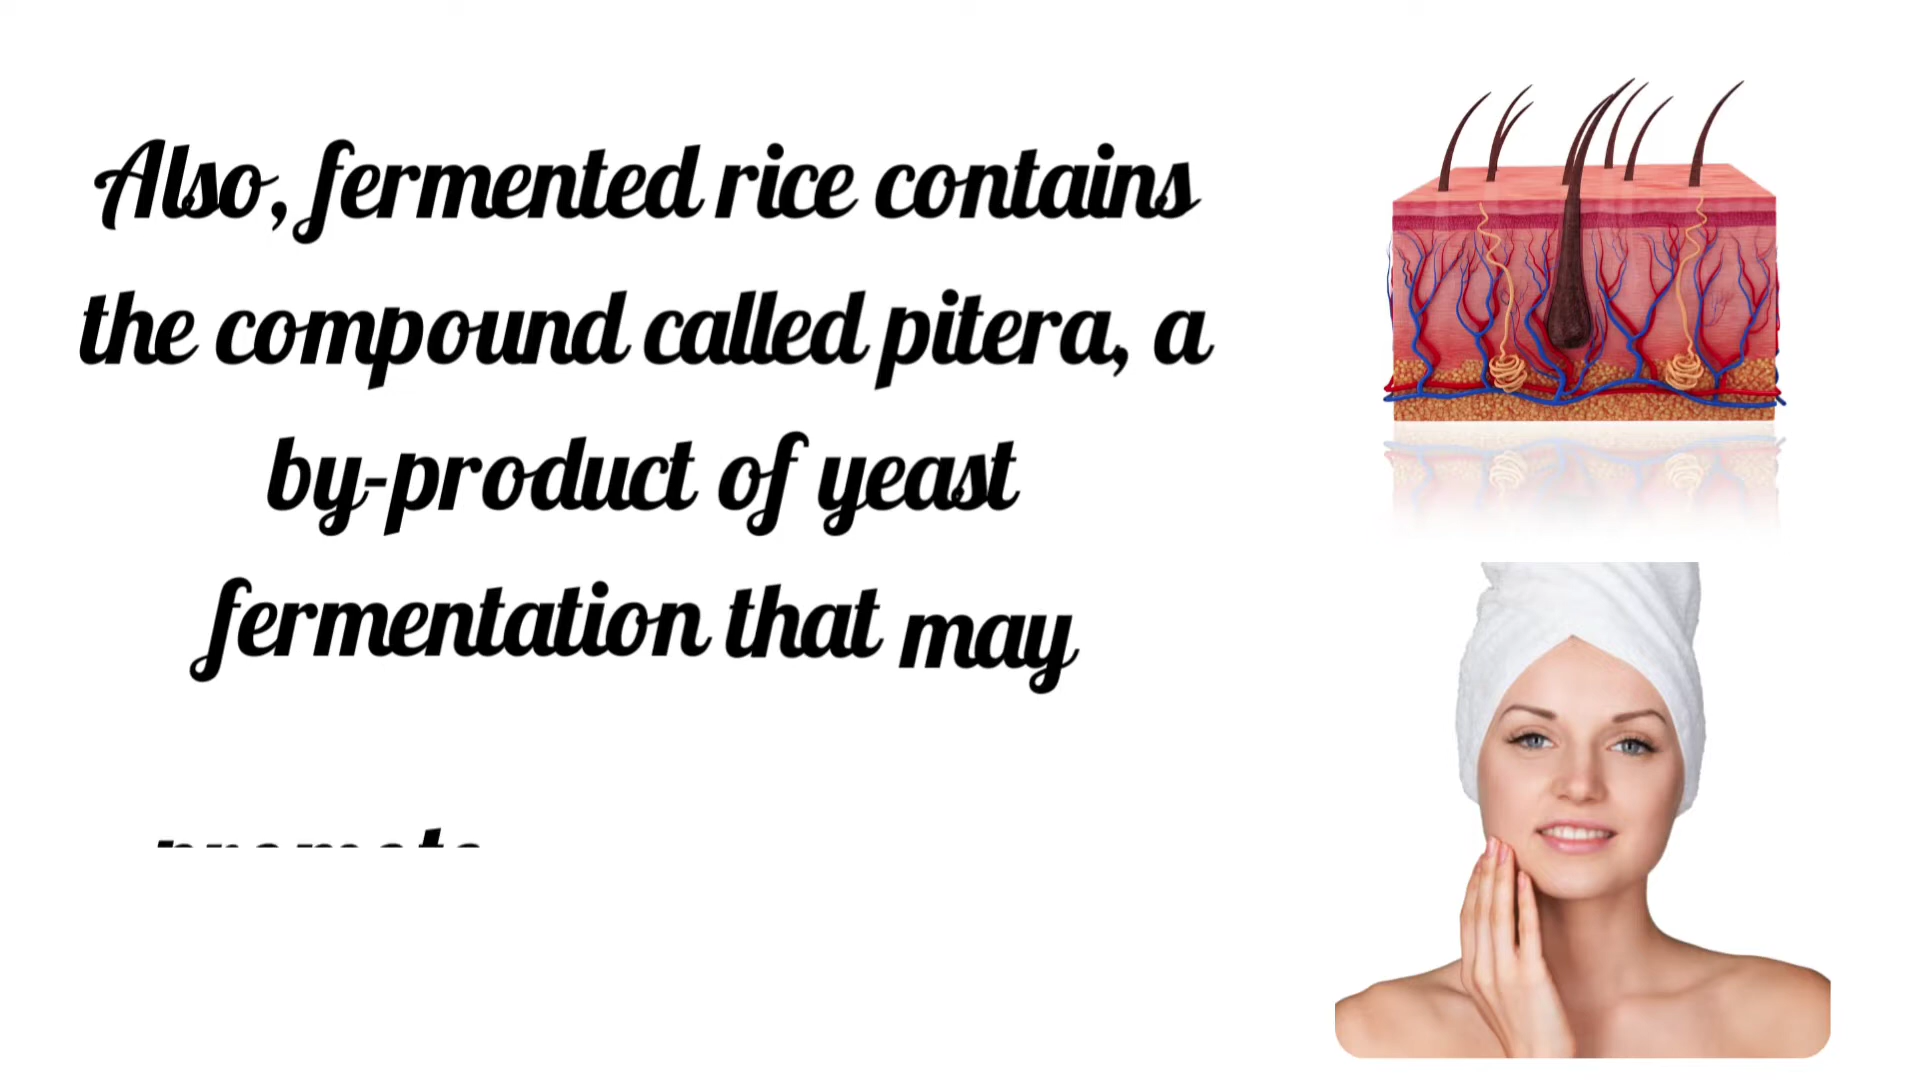 Also, fermented rice contains
the compound called pitera, a
by-product of yeast
fermentation that may